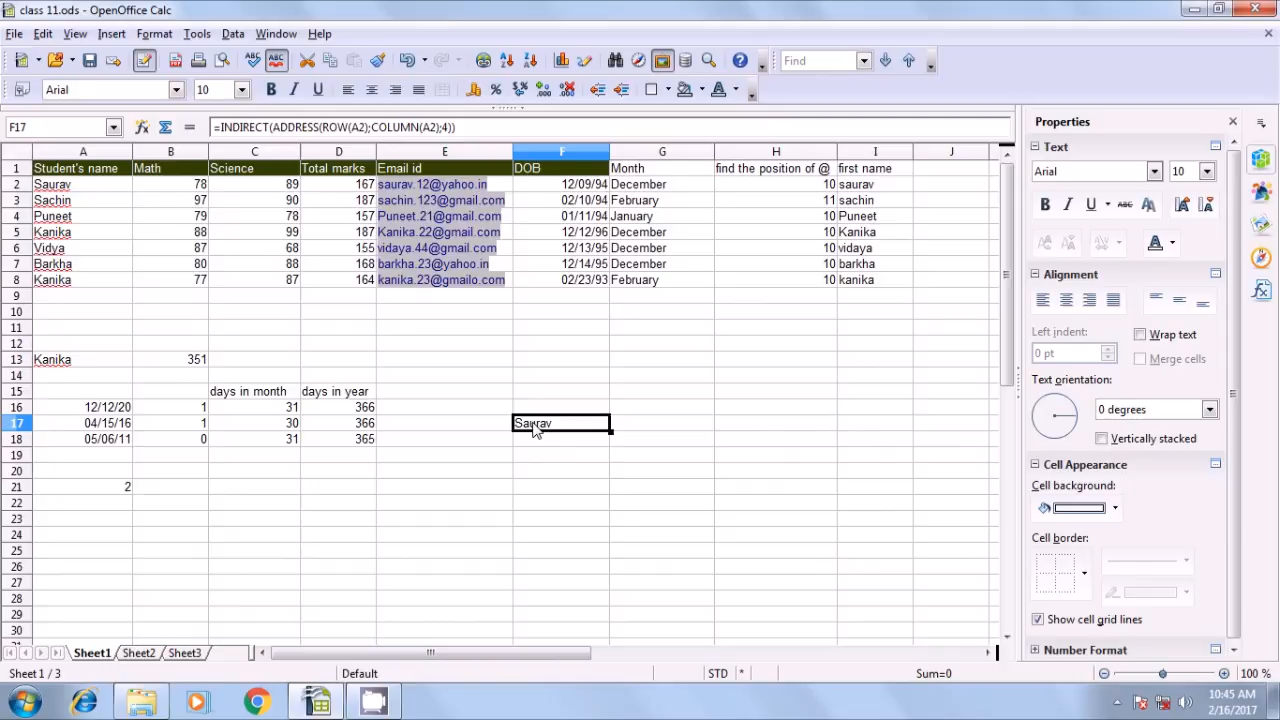 class 11.ods - OpenOffice Calc
File Edit View Insert Format Tools Data Window Help
Find
Arial 10 B I U
F17 =INDIRECT(ADDRESS(ROW(A2);COLUMN(A2);4))
A B C D E F G H I J
1 Student's name Math Science Total marks Email id DOB Month find the position of @ first name
2 Saurav 78 89 167 saurav.12@yahoo.in 12/09/94 December 10 saurav
3 Sachin 97 90 187 sachin.123@gmail.com 02/10/94 February 11 sachin
4 Puneet 79 78 157 Puneet.21@gmail.com 01/11/94 January 10 Puneet
5 Kanika 88 99 187 Kanika.22@gmail.com 12/12/96 December 10 Kanika
6 Vidya 87 68 155 vidaya.44@gmail.com 12/13/95 December 10 vidaya
7 Barkha 80 88 168 barkha.23@yahoo.in 12/14/95 December 10 barkha
8 Kanika 77 87 164 kanika.23@gmailo.com 02/23/93 February 10 kanika
9
10
11
12
13 Kanika 351
14
15 days in month days in year
16 12/12/20 1 31 366
17 04/15/16 1 30 366 Saurav
18 05/06/11 0 31 365
19
20
21 2
22
23
24
25
26
27
28
29
30
Sheet1 Sheet2 Sheet3
Sheet 1 / 3 Default STD * Sum=0 100 %
Properties
Text
Arial 10
B I U ABC A
Alignment
Left indent: Wrap text
0 pt Merge cells
Text orientation:
0 degrees
Vertically stacked
Cell Appearance
Cell background:
Cell border:
Show cell grid lines
Number Format
10:45 AM
2/16/2017